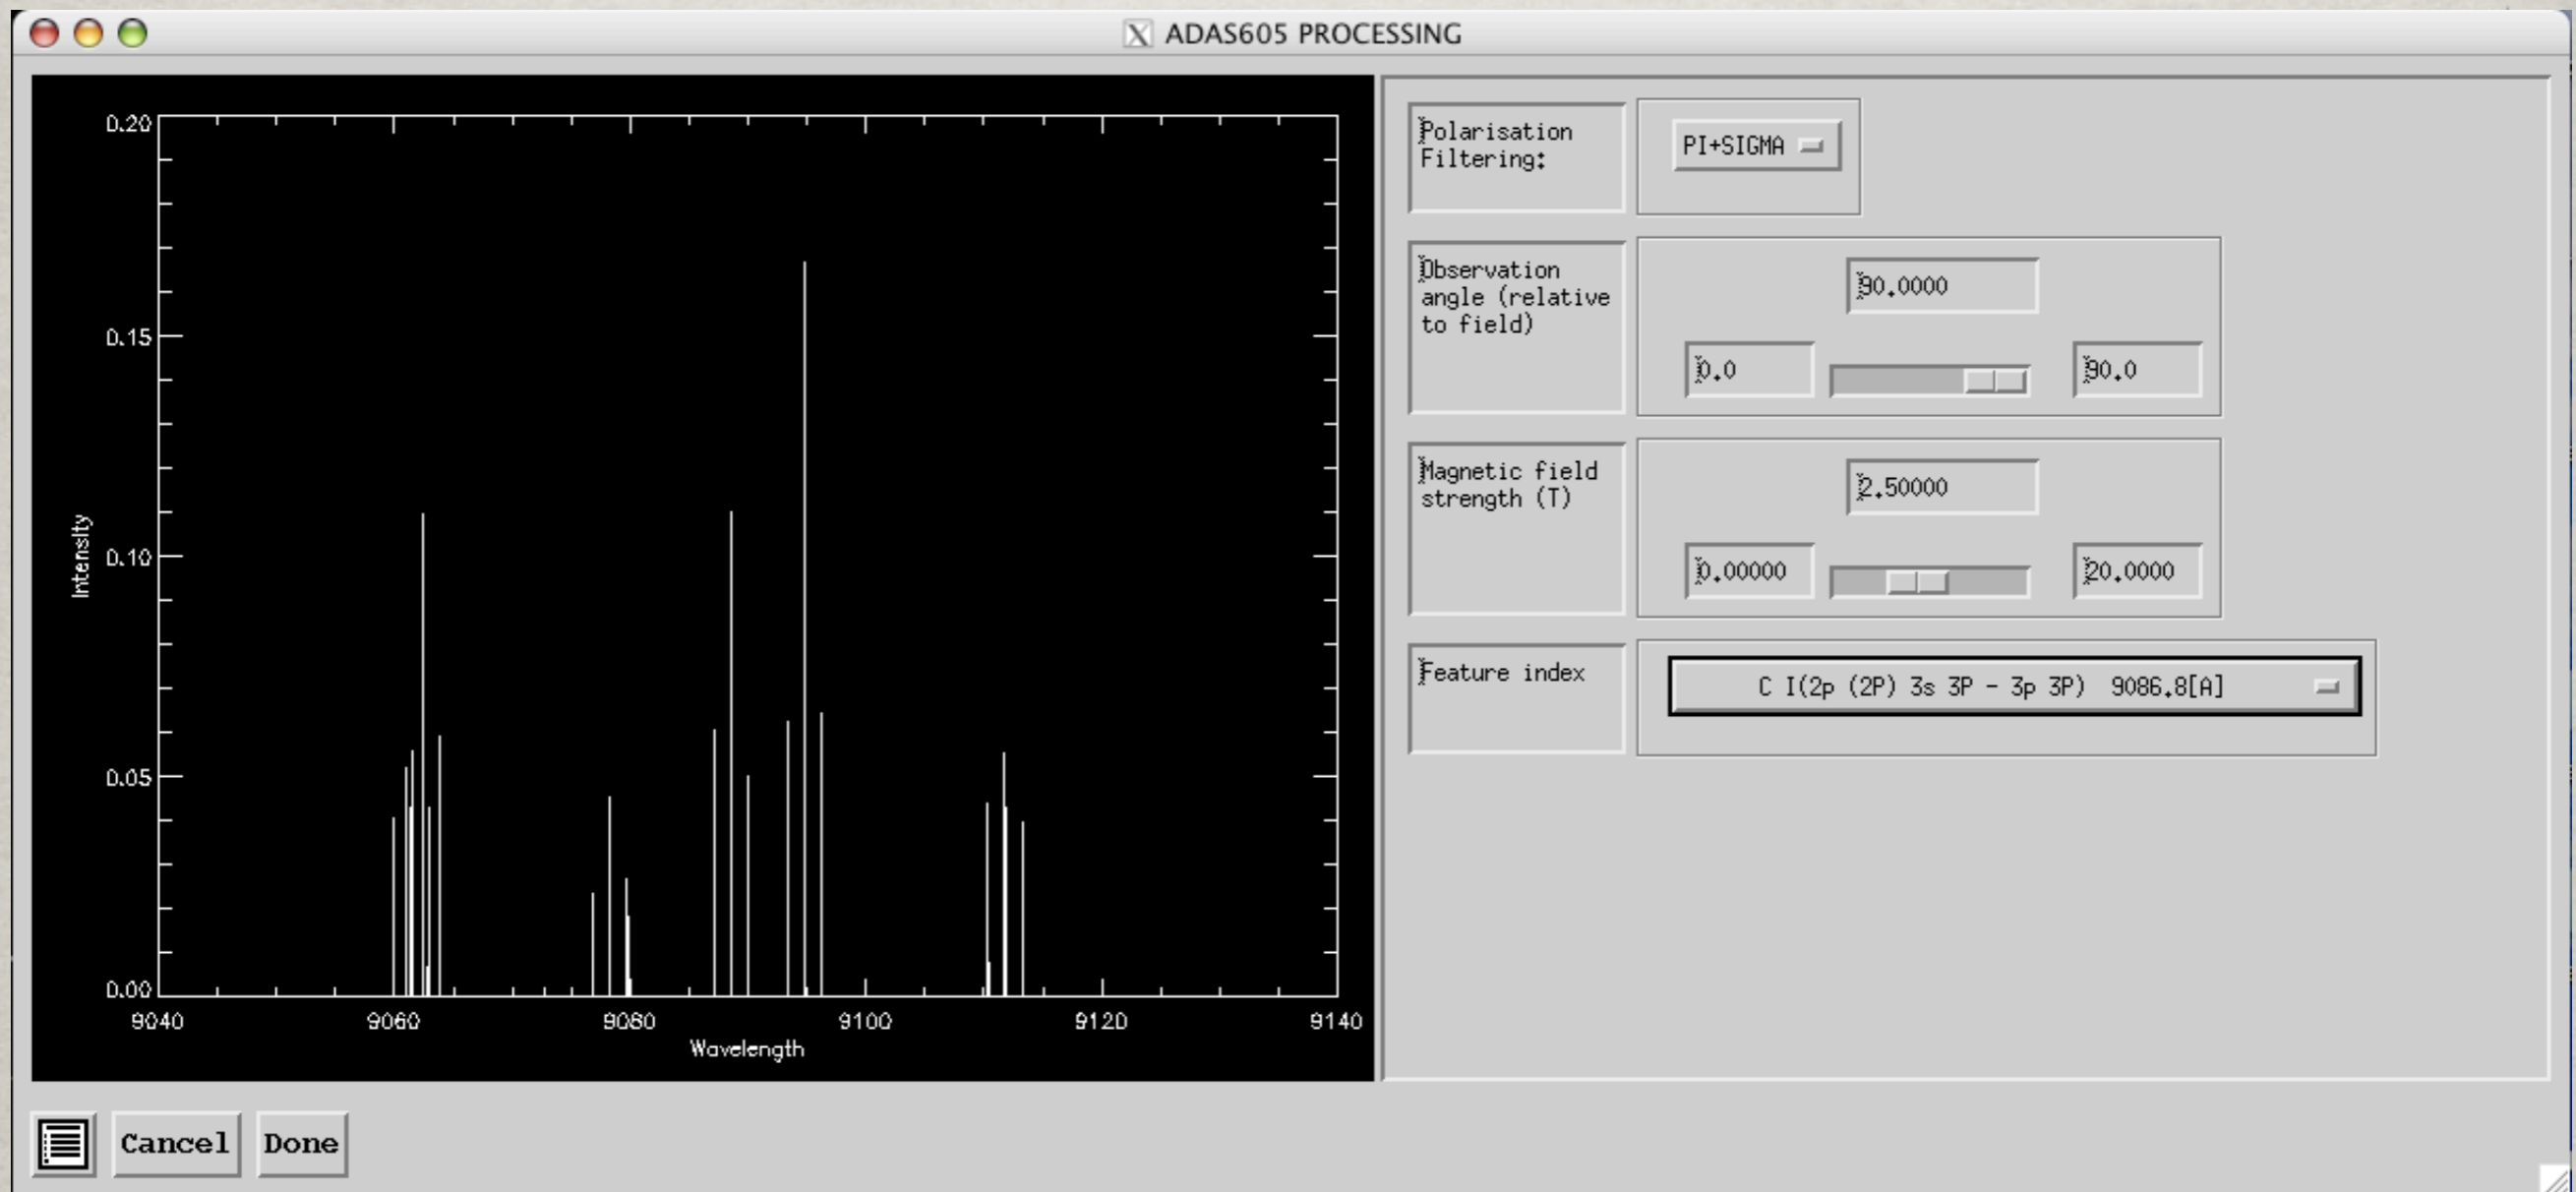 ADAS605 PROCESSING
0.20
0.15
0.10
0.05
0.00
Intensity
9040 9060 9080 9100 9120 9140
Wavelength
Polarisation
Filtering:
PI+SIGMA
Observation
angle (relative
to field)
90.0000
0.0
90.0
Magnetic field
strength (T)
2.50000
0.00000
20.0000
Feature index
C I(2p (2P) 3s 3P - 3p 3P) 9086.8[A]
Cancel
Done